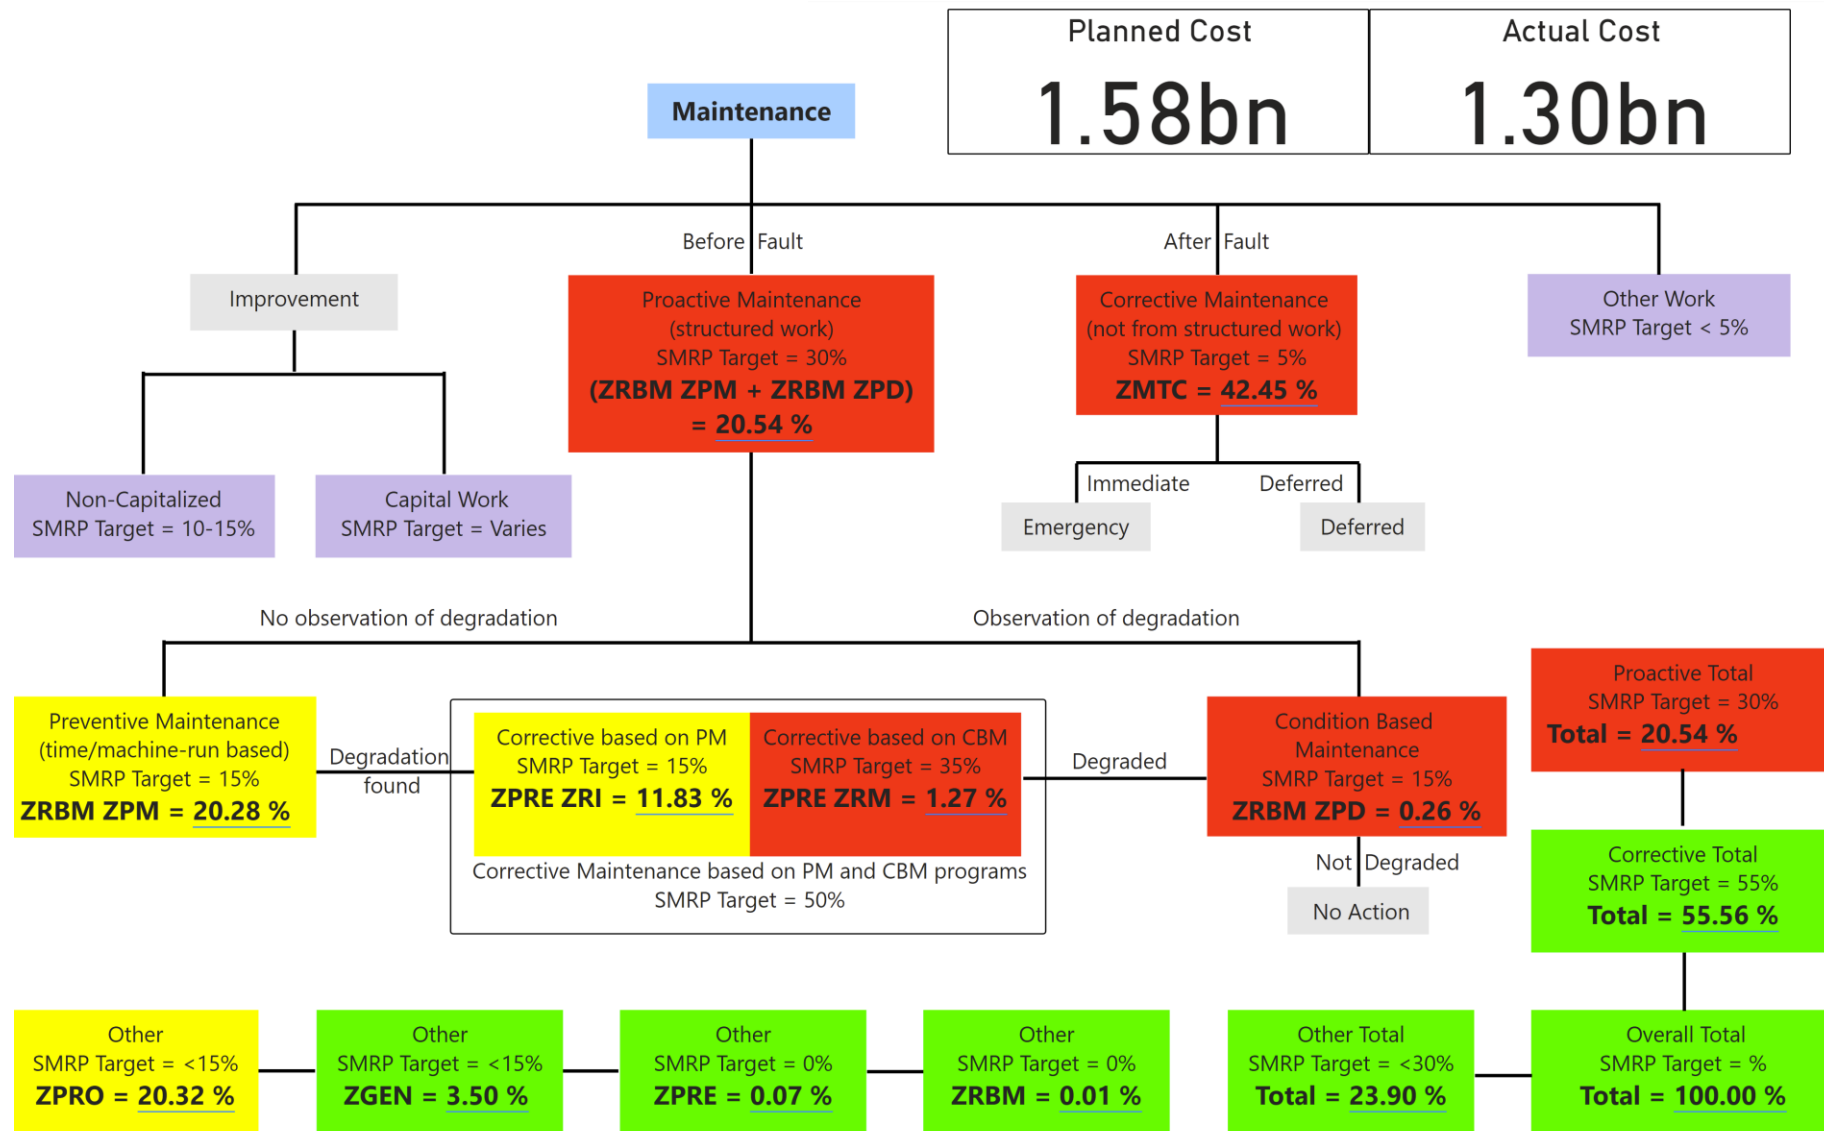 Planned Cost
1.58bn
Actual Cost
1.30bn
Maintenance
Before Fault
After Fault
Improvement
Proactive Maintenance
(structured work)
SMRP Target = 30%
(ZRBM ZPM + ZRBM ZPD)
= 20.54 %
Corrective Maintenance
(not from structured work)
SMRP Target = 5%
ZMTC = 42.45 %
Other Work
SMRP Target < 5%
Non-Capitalized
SMRP Target = 10-15%
Capital Work
SMRP Target = Varies
Immediate
Deferred
Emergency
Deferred
No observation of degradation
Observation of degradation
Preventive Maintenance
(time/machine-run based)
SMRP Target = 15%
ZRBM ZPM = 20.28 %
Degradation
found
Corrective based on PM
SMRP Target = 15%
ZPRE ZRI = 11.83 %
Corrective based on CBM
SMRP Target = 35%
ZPRE ZRM = 1.27 %
Corrective Maintenance based on PM and CBM programs
SMRP Target = 50%
Degraded
Condition Based
Maintenance
SMRP Target = 15%
ZRBM ZPD = 0.26 %
Not Degraded
No Action
Proactive Total
SMRP Target = 30%
Total = 20.54 %
Corrective Total
SMRP Target = 55%
Total = 55.56 %
Other
SMRP Target = <15%
ZPRO = 20.32 %
Other
SMRP Target = <15%
ZGEN = 3.50 %
Other
SMRP Target = 0%
ZPRE = 0.07 %
Other
SMRP Target = 0%
ZRBM = 0.01 %
Other Total
SMRP Target = <30%
Total = 23.90 %
Overall Total
SMRP Target = %
Total = 100.00 %